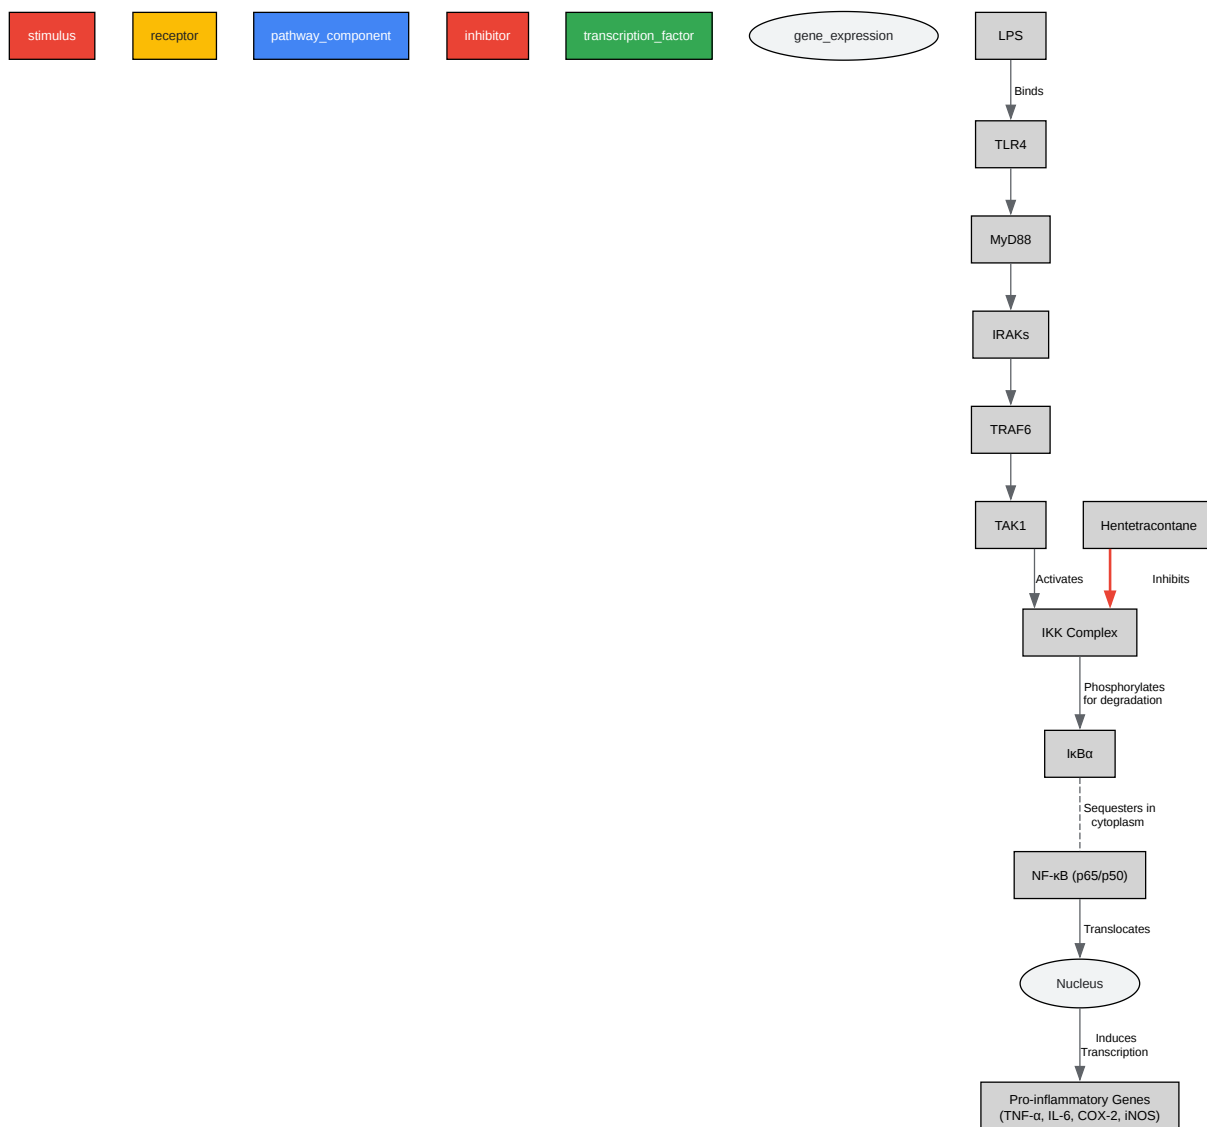 stimulus
receptor
pathway_component
inhibitor
transcription_factor
gene_expression
LPS
Binds
TLR4
MyD88
IRAKs
TRAF6
TAK1
Hentetracontane
Activates
Inhibits
IKK Complex
Phosphorylates
for degradation
IκBα
Sequesters in
cytoplasm
NF-κB (p65/p50)
Translocates
Nucleus
Induces
Transcription
Pro-inflammatory Genes
(TNF-α, IL-6, COX-2, iNOS)